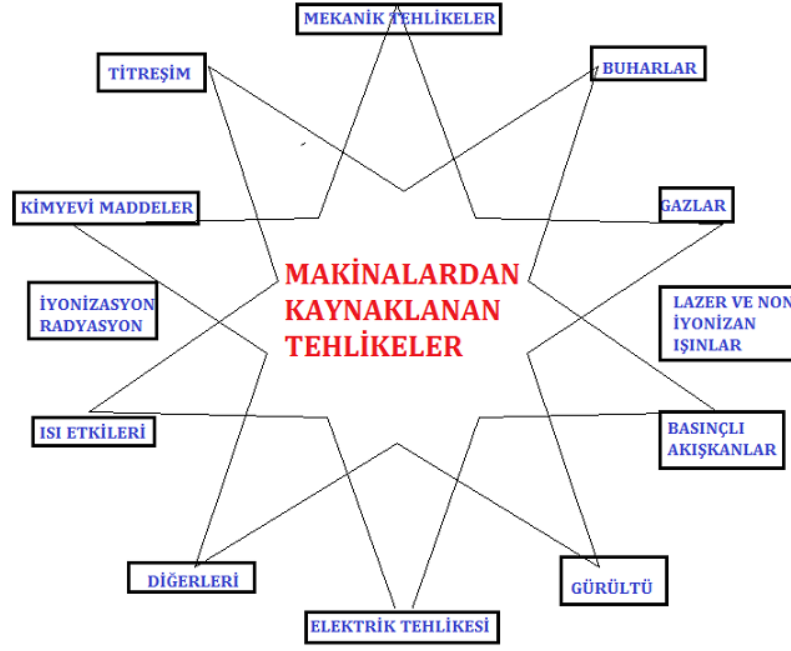 MEKANİK TEHLİKELER
TİTREŞİM
BUHARLAR
KİMYEVİ MADDELER
GAZLAR
MAKİNALARDAN
KAYNAKLANAN
TEHLİKELER
İYONİZASYON
RADYASYON
LAZER VE NON
İYONİZAN
IŞINLAR
ISI ETKİLERİ
BASINÇLI
AKIŞKANLAR
DİĞERLERİ
GÜRÜLTÜ
ELEKTRİK TEHLİKESİ